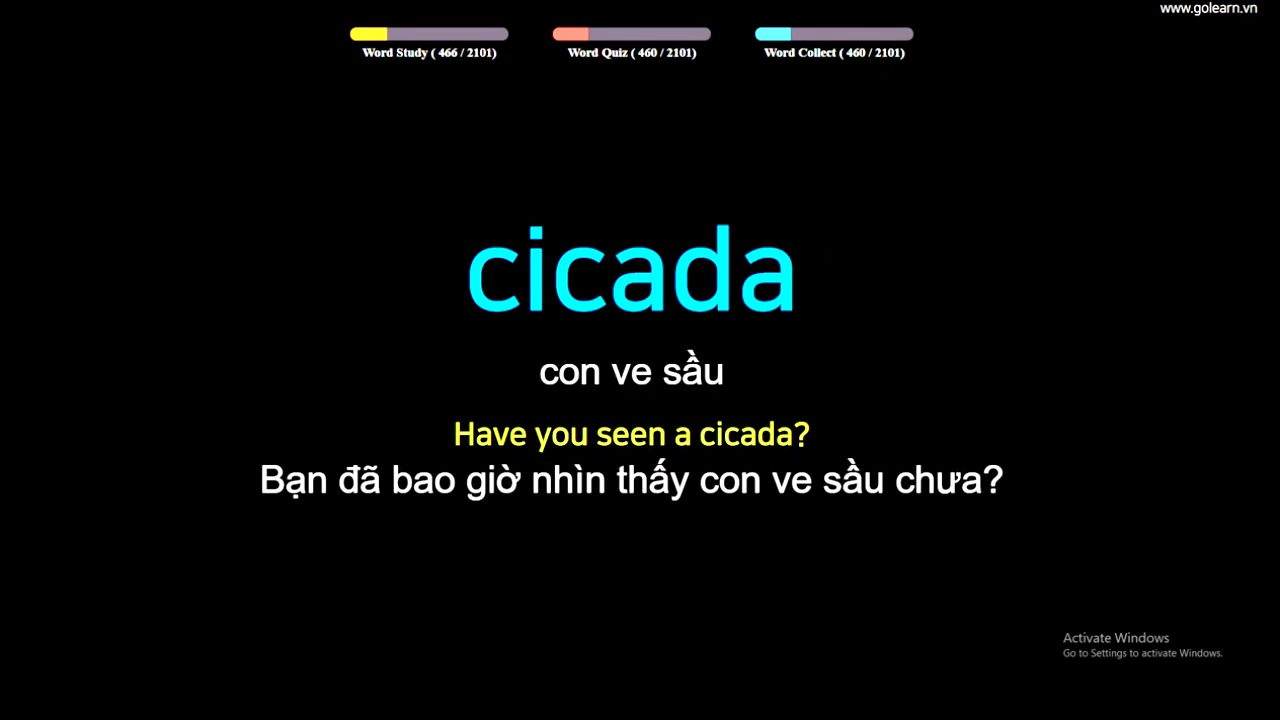 www.golearn.vn
Word Study ( 466 / 2101)
Word Quiz ( 460 / 2101)
Word Collect ( 460 / 2101)
cicada
con ve sầu
Have you seen a cicada?
Bạn đã bao giờ nhìn thấy con ve sầu chưa?
Activate Windows
Go to Settings to activate Windows.